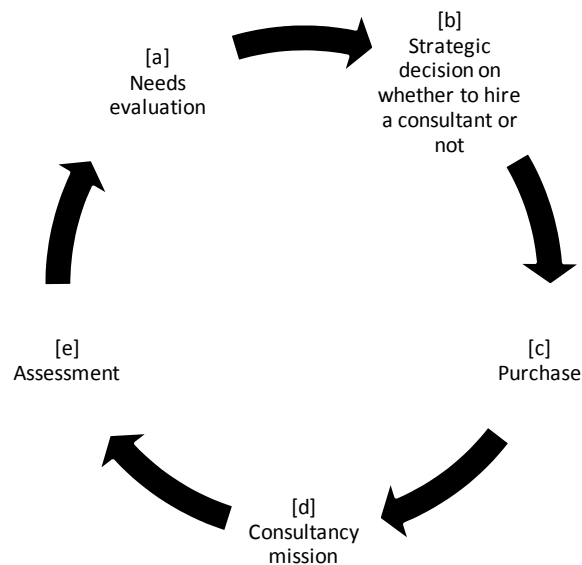 [a]
Needs
evaluation
[b]
Strategic
decision on
whether to hire
a consultant or
not
[c]
Purchase
[d]
Consultancy
mission
[e]
Assessment